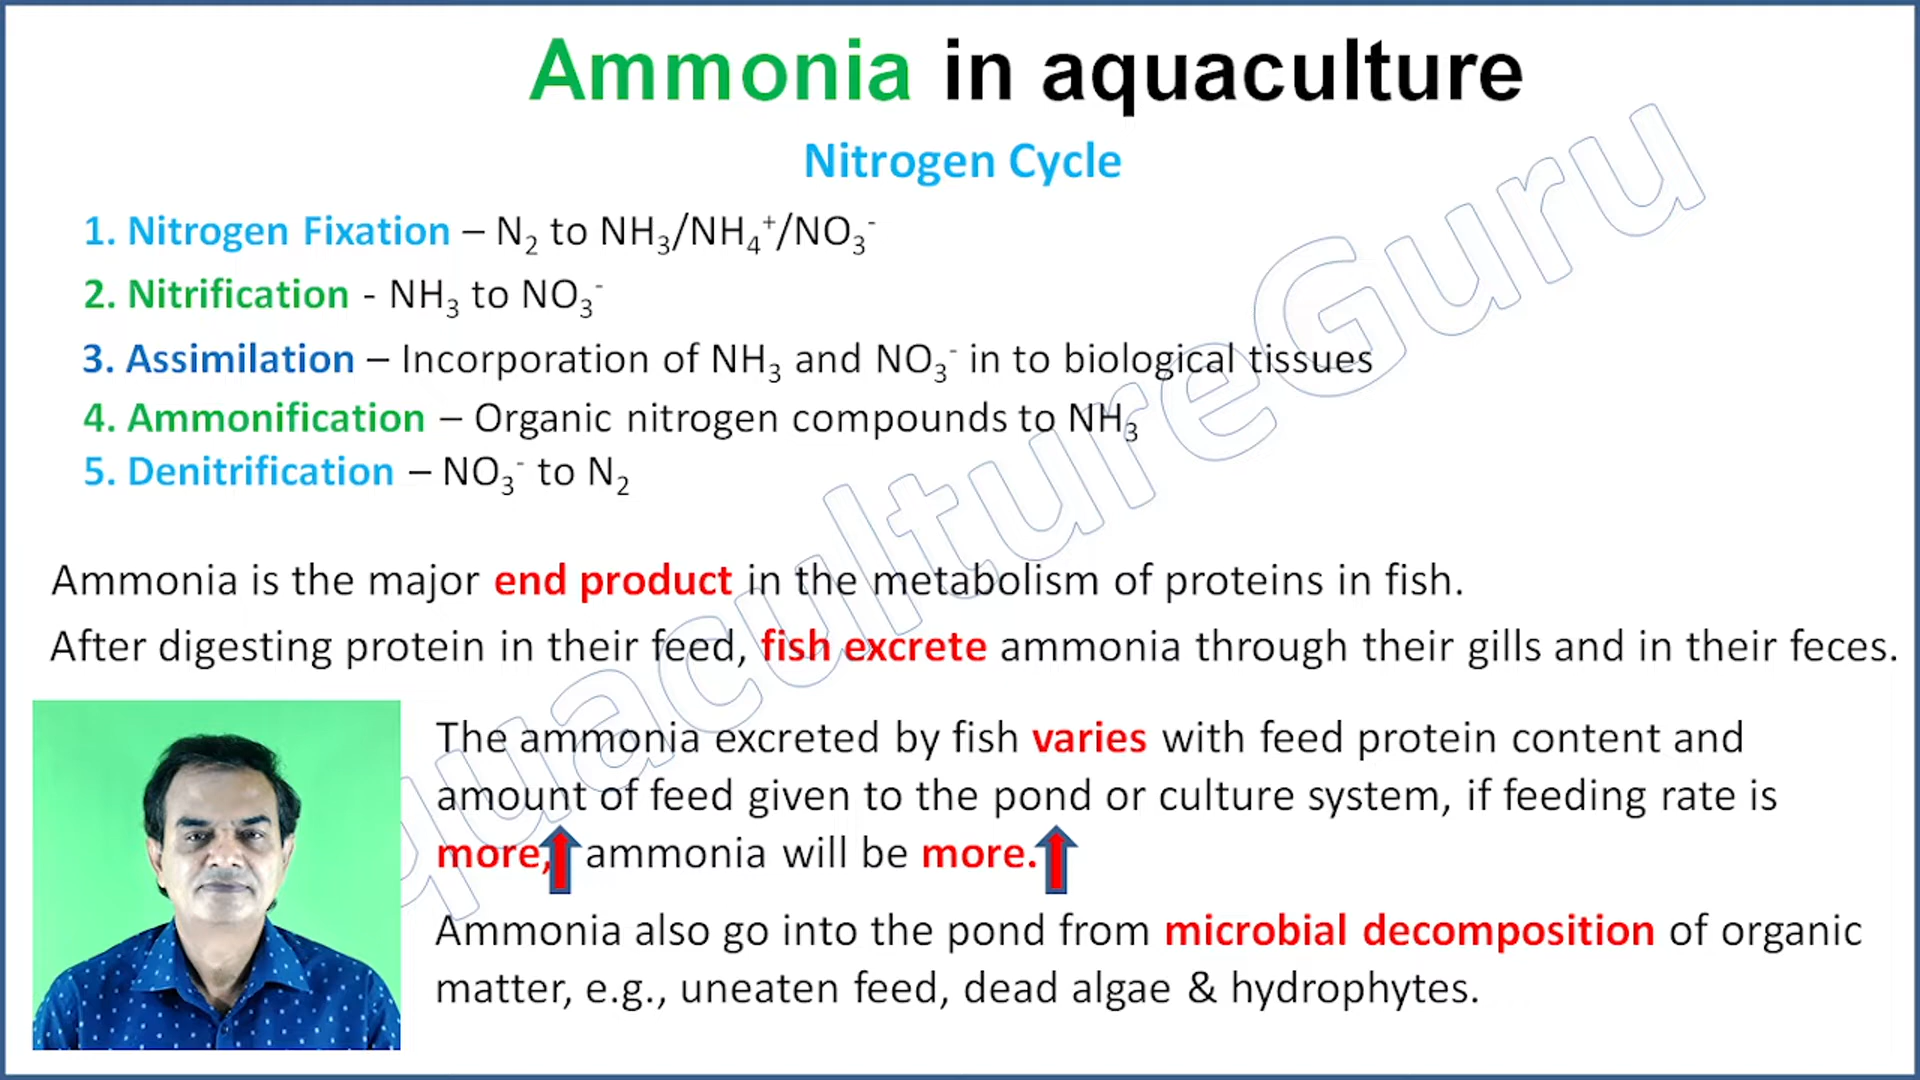 Ammonia in aquaculture
Nitrogen Cycle
1. Nitrogen Fixation – N₂ to NH₃/NH₄⁺/NO₃⁻
2. Nitrification - NH₃ to NO₃⁻
3. Assimilation – Incorporation of NH₃ and NO₃⁻ in to biological tissues
4. Ammonification – Organic nitrogen compounds to NH₃
5. Denitrification – NO₃⁻ to N₂
Ammonia is the major end product in the metabolism of proteins in fish.
After digesting protein in their feed, fish excrete ammonia through their gills and in their feces.
The ammonia excreted by fish varies with feed protein content and
amount of feed given to the pond or culture system, if feeding rate is
more, ammonia will be more.
Ammonia also go into the pond from microbial decomposition of organic
matter, e.g., uneaten feed, dead algae & hydrophytes.
quacultureGuru